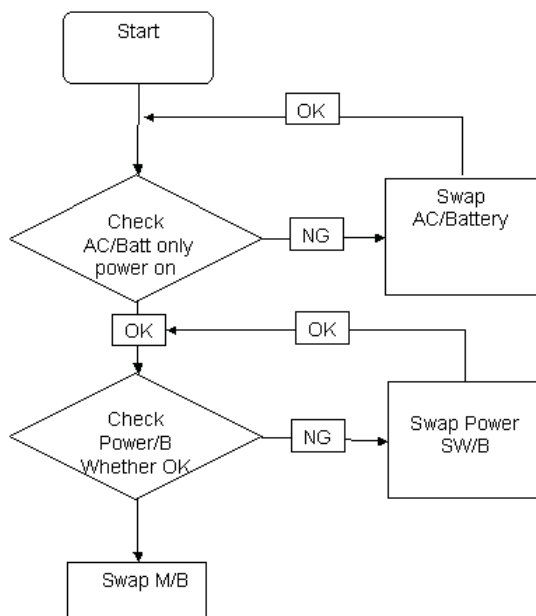 Start
OK
Check
AC/Batt only
power on
NG
Swap
AC/Battery
OK
OK
Check
Power/B
Whether OK
NG
Swap Power
SW/B
Swap M/B